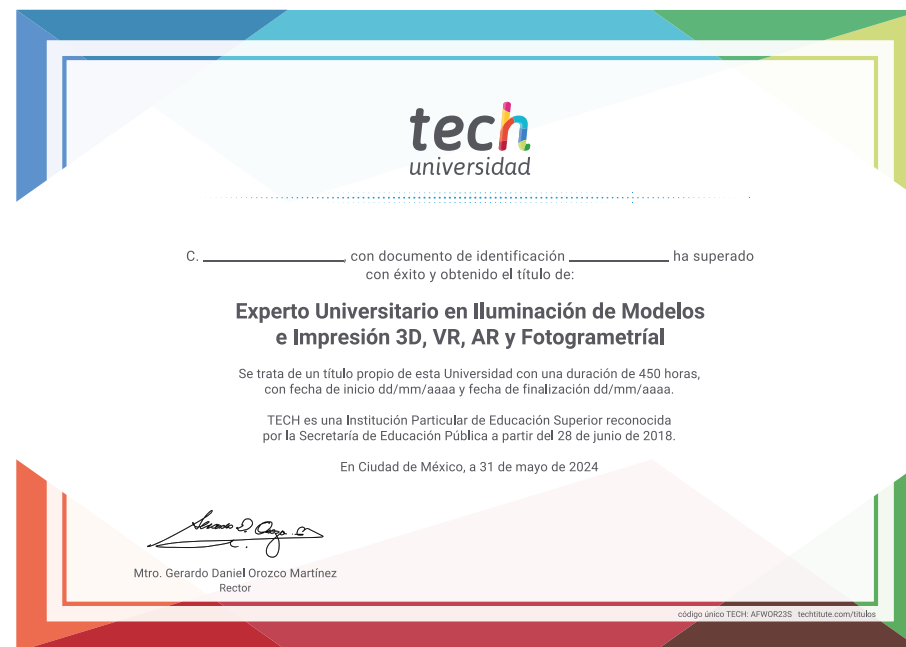 tech
universidad
C. ____________, con documento de identificación ____________ ha superado
con éxito y obtenido el título de:
Experto Universitario en Iluminación de Modelos
e Impresión 3D, VR, AR y Fotogrametríal
Se trata de un título propio de esta Universidad con una duración de 450 horas,
con fecha de inicio dd/mm/aaaa y fecha de finalización dd/mm/aaaa.
TECH es una Institución Particular de Educación Superior reconocida
por la Secretaría de Educación Pública a partir del 28 de junio de 2018.
En Ciudad de México, a 31 de mayo de 2024
Mtro. Gerardo Daniel Orozco Martínez
Rector
código único TECH: AFWOR23S techtitute.com/titulos